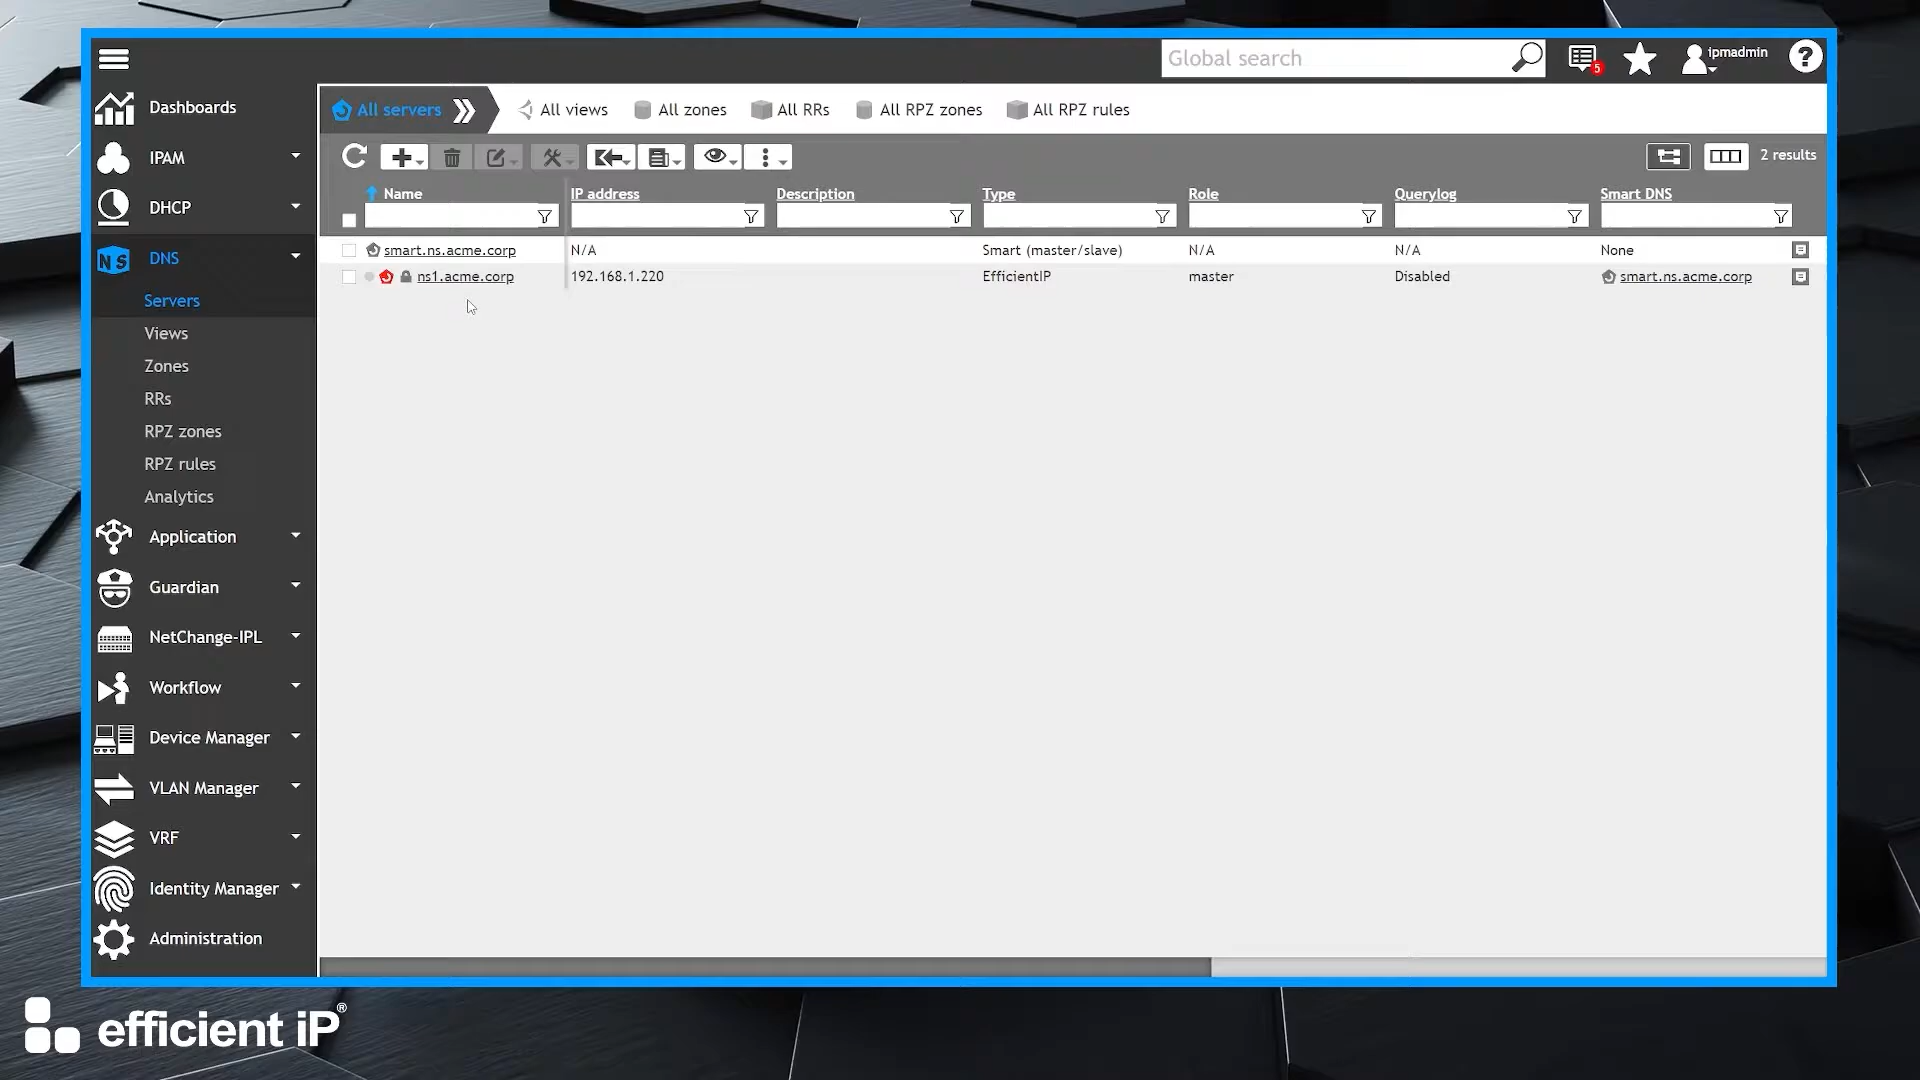 Global search
5
ipmadmin
?
Dashboards
IPAM
DHCP
NS
DNS
Servers
Views
Zones
RRs
RPZ zones
RPZ rules
Analytics
Application
Guardian
NetChange-IPL
Workflow
Device Manager
VLAN Manager
VRF
Identity Manager
Administration
All servers
All views
All zones
All RRs
All RPZ zones
All RPZ rules
2 results
Name IP address Description Type Role Querylog Smart DNS
smart.ns.acme.corp N/A Smart (master/slave) N/A N/A None
ns1.acme.corp 192.168.1.220 EfficientIP master Disabled smart.ns.acme.corp
efficient iP®